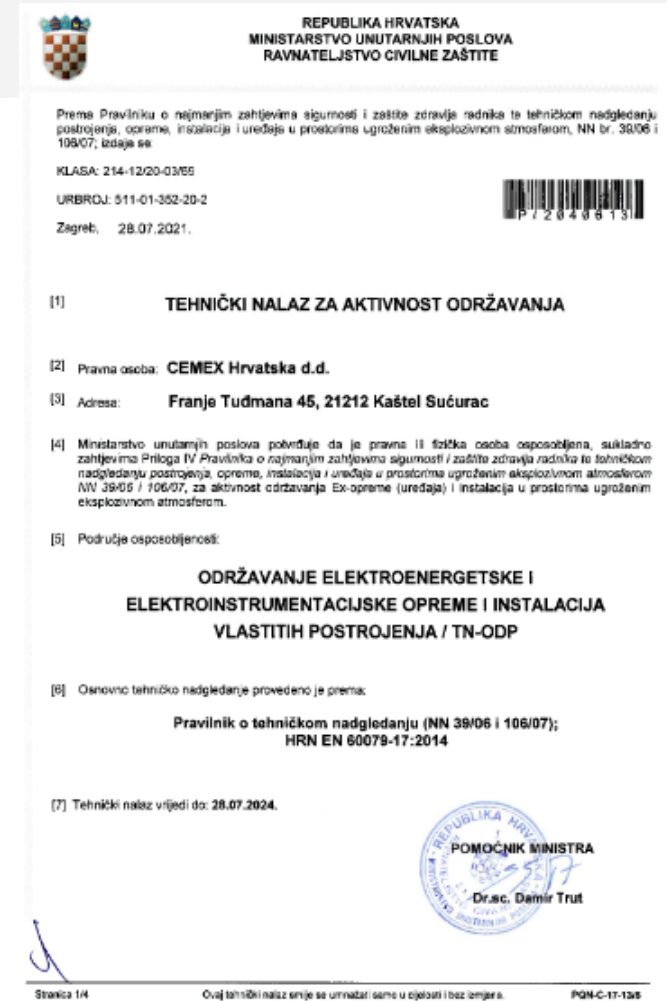 REPUBLIKA HRVATSKA
MINISTARSTVO UNUTARNJIH POSLOVA
RAVNATELJSTVO CIVILNE ZAŠTITE
Prema Pravilniku o najmanjim zahtjevima sigurnosti i zaštite zdravlja radnika te tehničkom nadgledanju
postrojenja, opreme, instalacija i uređaja u prostorima ugroženim eksplozivnom atmosferom, NN br. 39/06 i
106/07; izdaje se:
KLASA: 214-12/20-03/69
URBROJ: 511-01-352-20-2
P/2040613
Zagreb, 28.07.2021.
[1] TEHNIČKI NALAZ ZA AKTIVNOST ODRŽAVANJA
[2] Pravna osoba: CEMEX Hrvatska d.d.
[3] Adresa: Franje Tuđmana 45, 21212 Kaštel Sućurac
[4] Ministarstvo unutarnjih poslova potvrđuje da je pravna ili fizička osoba osposobljena, sukladno
zahtjevima Priloga IV Pravilnika o najmanjim zahtjevima sigurnosti i zaštite zdravlja radnika te tehničkom
nadgledanju postrojenja, opreme, instalacija i uređaja u prostorima ugroženim eksplozivnom atmosferom
NN 39/06 i 106/07, za aktivnost održavanja Ex-opreme (uređaja) i instalacija u prostorima ugroženim
eksplozivnom atmosferom.
[5] Područje osposobljenosti:
ODRŽAVANJE ELEKTROENERGETSKE I
ELEKTROINSTRUMENTACIJSKE OPREME I INSTALACIJA
VLASTITIH POSTROJENJA / TN-ODP
[6] Osnovno tehničko nadgledanje provedeno je prema:
Pravilnik o tehničkom nadgledanju (NN 39/06 i 106/07);
HRN EN 60079-17:2014
[7] Tehnički nalaz vrijedi do: 28.07.2024.
REPUBLIKA HRVATSKA
POMOĆNIK MINISTRA
Dr.sc. Damir Trut
Stranica 1/4 Ovaj tehnički nalaz smije se umnažati samo u cijelosti i bez izmjena. PQN-C-17-13/6